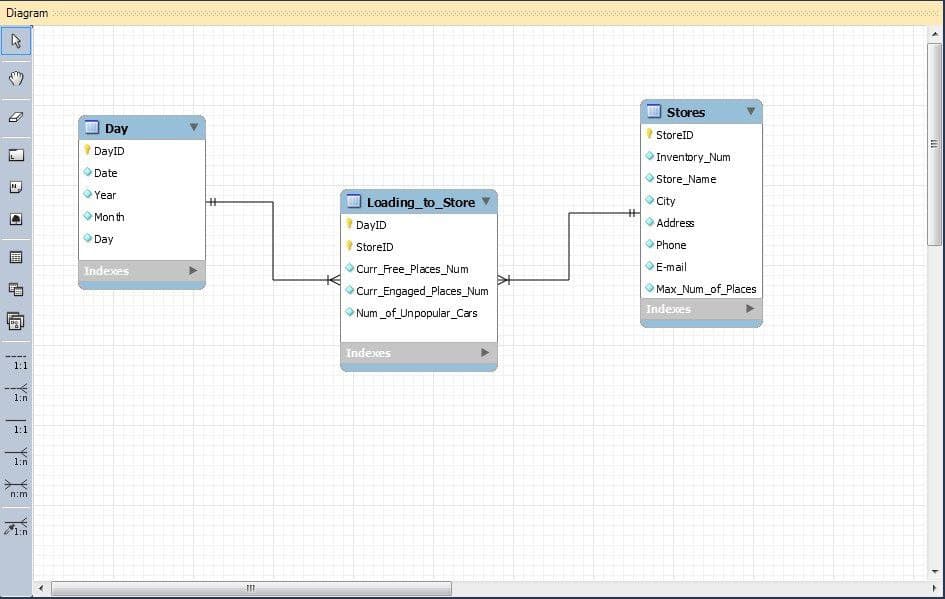 Diagram
Day
DayID
Date
Year
Month
Day
Indexes
Loading_to_Store
DayID
StoreID
Curr_Free_Places_Num
Curr_Engaged_Places_Num
Num_of_Unpopular_Cars
Indexes
Stores
StoreID
Inventory_Num
Store_Name
City
Address
Phone
E-mail
Max_Num_of_Places
Indexes
1:1
1:n
1:1
1:n
n:m
1:n